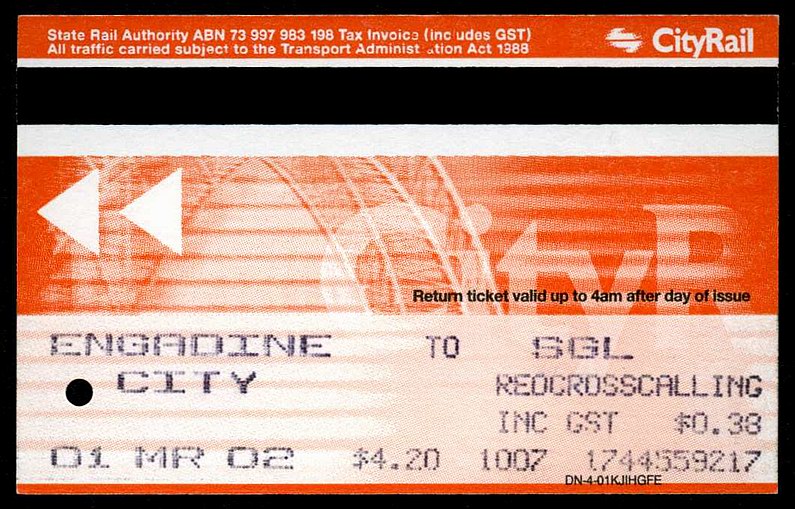 State Rail Authority ABN 73 997 983 198 Tax Invoice (includes GST)
All traffic carried subject to the Transport Administration Act 1988
CityRail
CityR
Return ticket valid up to 4am after day of issue
ENGADINE TO SGL
CITY REDCROSSCALLING
INC GST $0.38
01 MR 02 $4.20 1007 1744559217
DN-4-01KJIHGFE